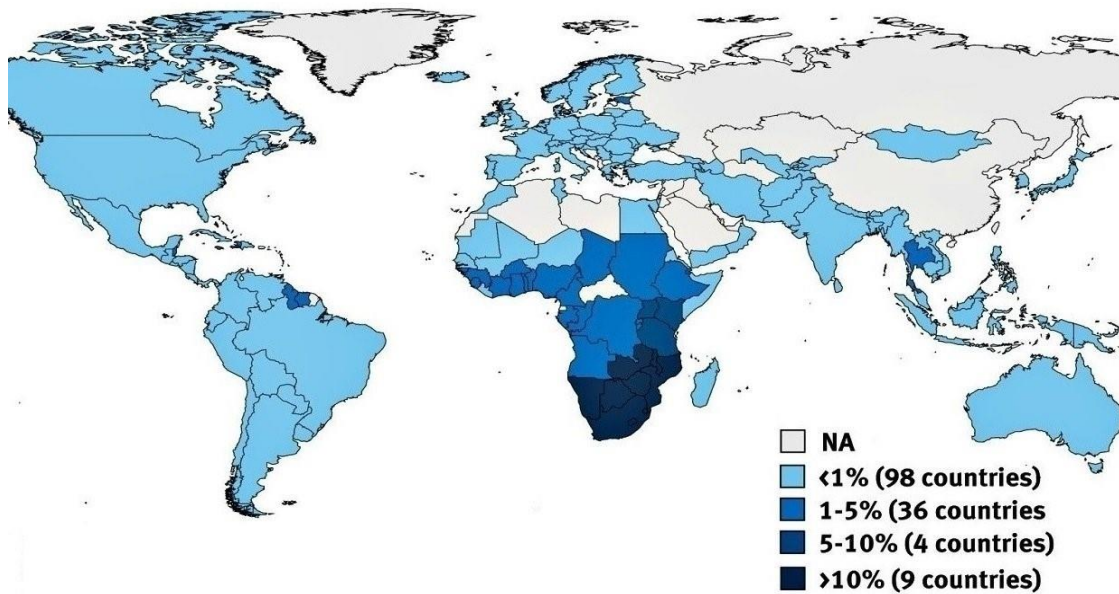 NA
<1% (98 countries)
1-5% (36 countries
5-10% (4 countries)
>10% (9 countries)